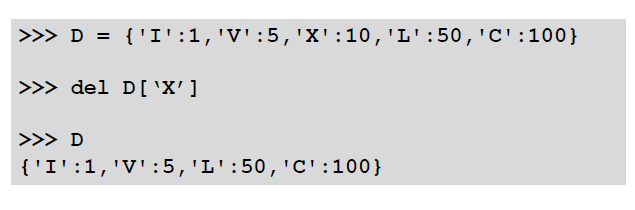 >>> D = {'I':1,'V':5,'X':10,'L':50,'C':100}
>>> del D[‘X’]
>>> D
{'I':1,'V':5,'L':50,'C':100}